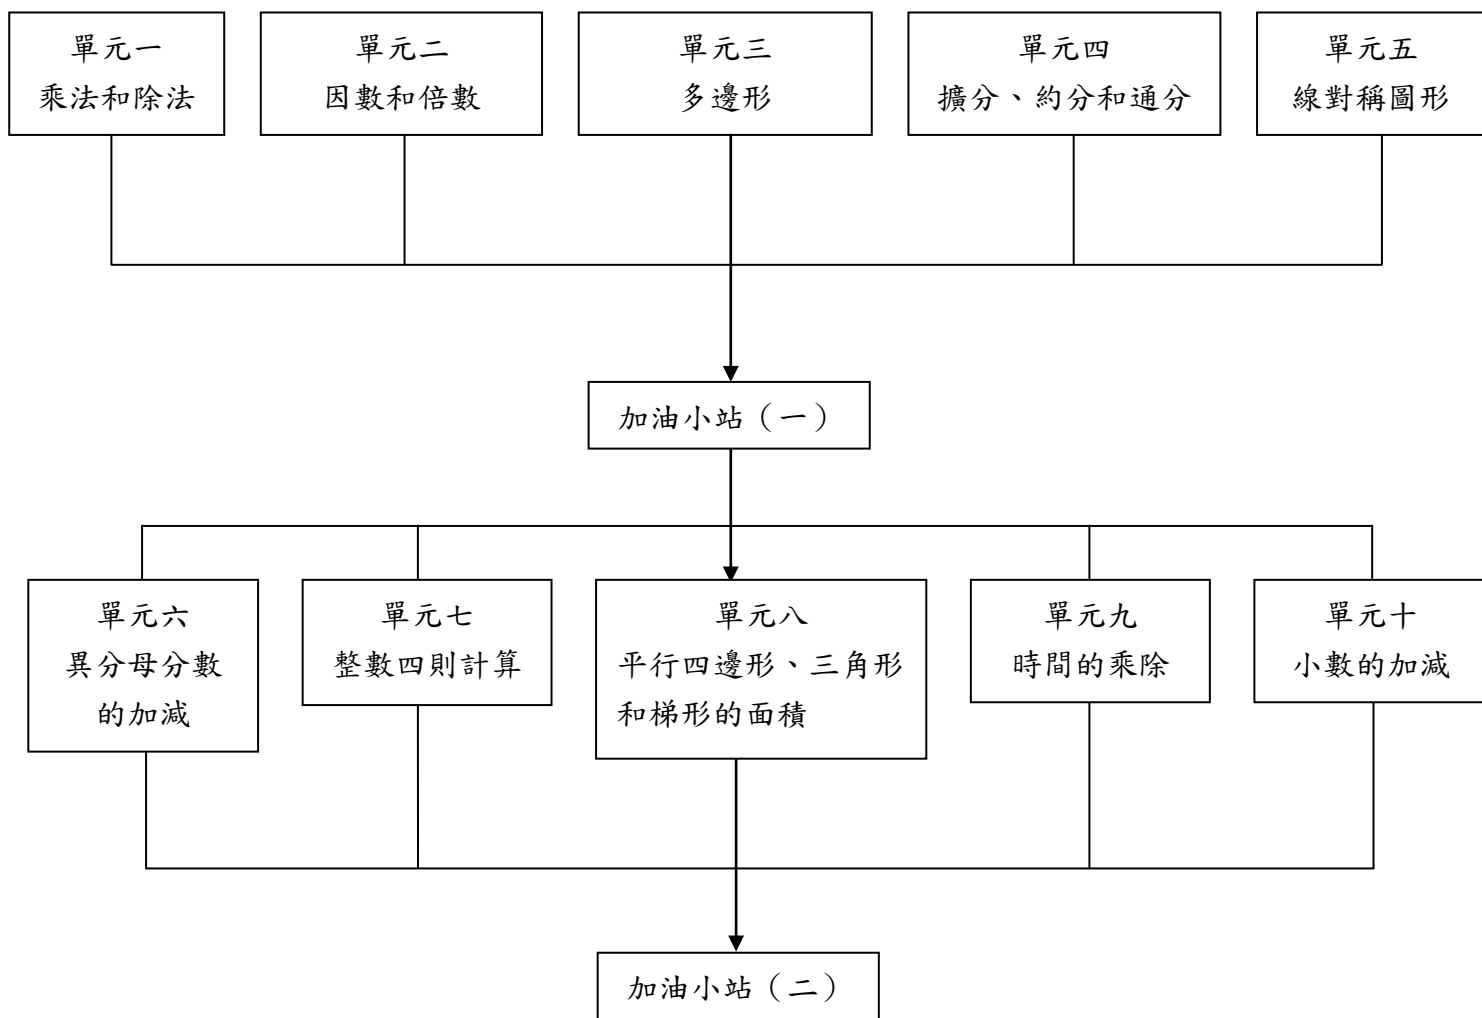 單元一
乘法和除法
單元二
因數和倍數
單元三
多邊形
單元四
擴分、約分和通分
單元五
線對稱圖形
加油小站（一）
單元六
異分母分數
的加減
單元七
整數四則計算
單元八
平行四邊形、三角形
和梯形的面積
單元九
時間的乘除
單元十
小數的加減
加油小站（二）